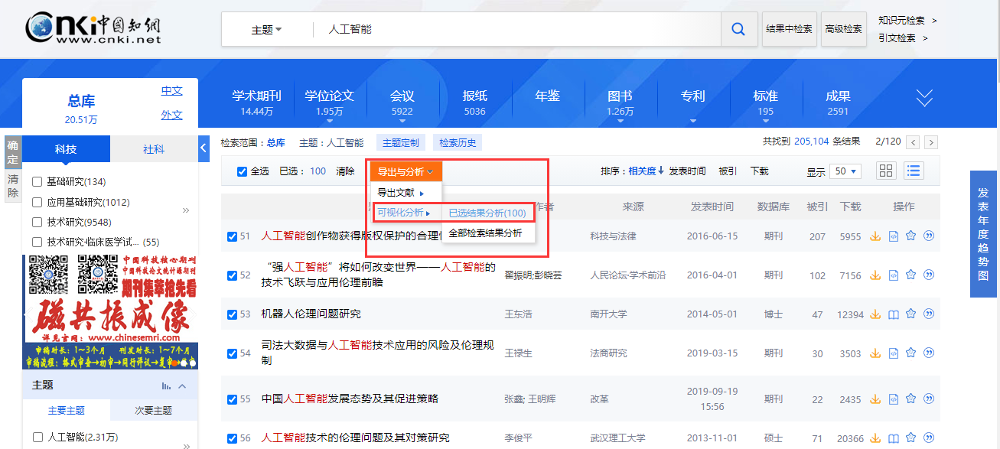 Cnki中国知网
www.cnki.net
主题
人工智能
结果中检索
高级检索
知识元检索 >
引文检索 >
总库
20.51万
中文
外文
学术期刊
14.44万
学位论文
1.95万
会议
5922
报纸
5036
年鉴
图书
1.26万
专利
标准
195
成果
2591
确定
清除
科技
社科
基础研究(134)
应用基础研究(1012)
技术研究(9548)
技术研究-临床医学试... (55)
中国科技核心期刊
中国科技论文统计源期刊
期刊集萃抢先看
磁共振成像
详见官网：www.chinesemri.com
审稿时长：1~3个月 刊发时长：1~7个月
审稿流程：格式审查→初审→同行评议→复审
主题
主要主题
次要主题
人工智能(2.31万)
检索范围：总库 主题：人工智能 主题定制 检索历史
共找到 205,104 条结果 2/120
全选 已选：100 清除 导出与分析
排序：相关度↓ 发表时间 被引 下载 显示 50
导出文献
可视化分析 已选结果分析(100)
全部检索结果分析
作者 来源 发表时间 数据库 被引 下载 操作
51 人工智能创作物获得版权保护的合理 科技与法律 2016-06-15 期刊 207 5955
52 “强人工智能”将如何改变世界——人工智能的
技术飞跃与应用伦理前瞻
翟振明;彭晓芸 人民论坛·学术前沿 2016-04-01 期刊 102 7156
53 机器人伦理问题研究 王东浩 南开大学 2014-05-01 博士 47 12394
54 司法大数据与人工智能技术应用的风险及伦理规
制
王禄生 法商研究 2019-03-15 期刊 30 3503
55 中国人工智能发展态势及其促进策略 张鑫; 王明辉 改革 2019-09-19
15:56
期刊 22 2435
56 人工智能技术的伦理问题及其对策研究 李俊平 武汉理工大学 2013-11-01 硕士 71 20366
发表年度趋势图